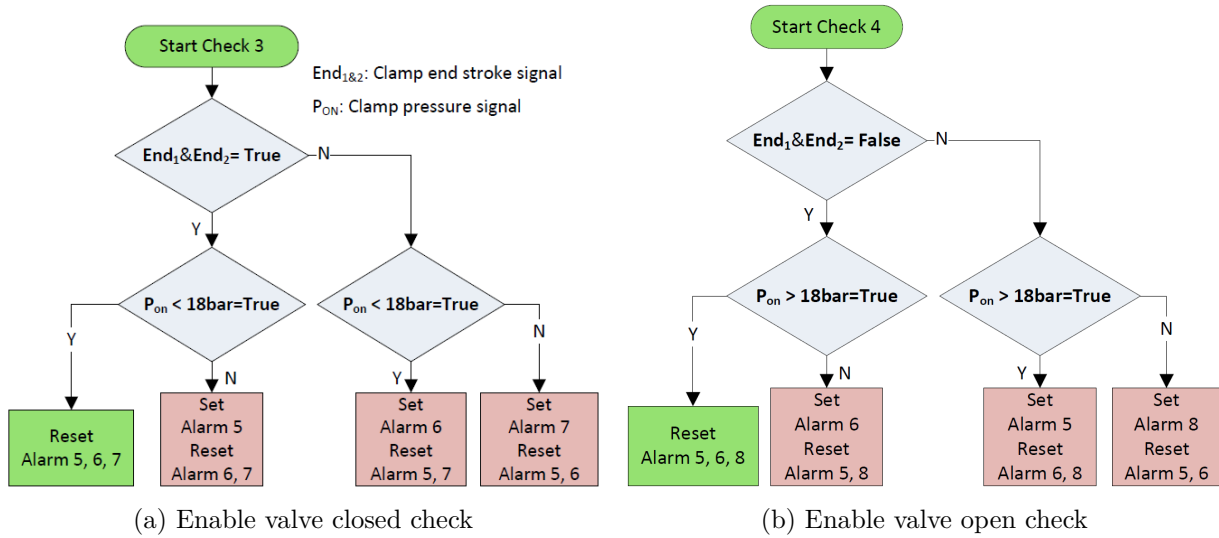 Start Check 3
End1&2: Clamp end stroke signal
PON: Clamp pressure signal
End1&End2= True
N
Y
Pon < 18bar=True
Pon < 18bar=True
Y
N
N
Y
Reset
Alarm 5, 6, 7
Set
Alarm 5
Reset
Alarm 6, 7
Set
Alarm 6
Reset
Alarm 5, 7
Set
Alarm 7
Reset
Alarm 5, 6
(a) Enable valve closed check
Start Check 4
End1&End2= False
N
Y
Pon > 18bar=True
Pon > 18bar=True
Y
N
N
Y
Reset
Alarm 5, 6, 8
Set
Alarm 6
Reset
Alarm 5, 8
Set
Alarm 5
Reset
Alarm 6, 8
Set
Alarm 8
Reset
Alarm 5, 6
(b) Enable valve open check